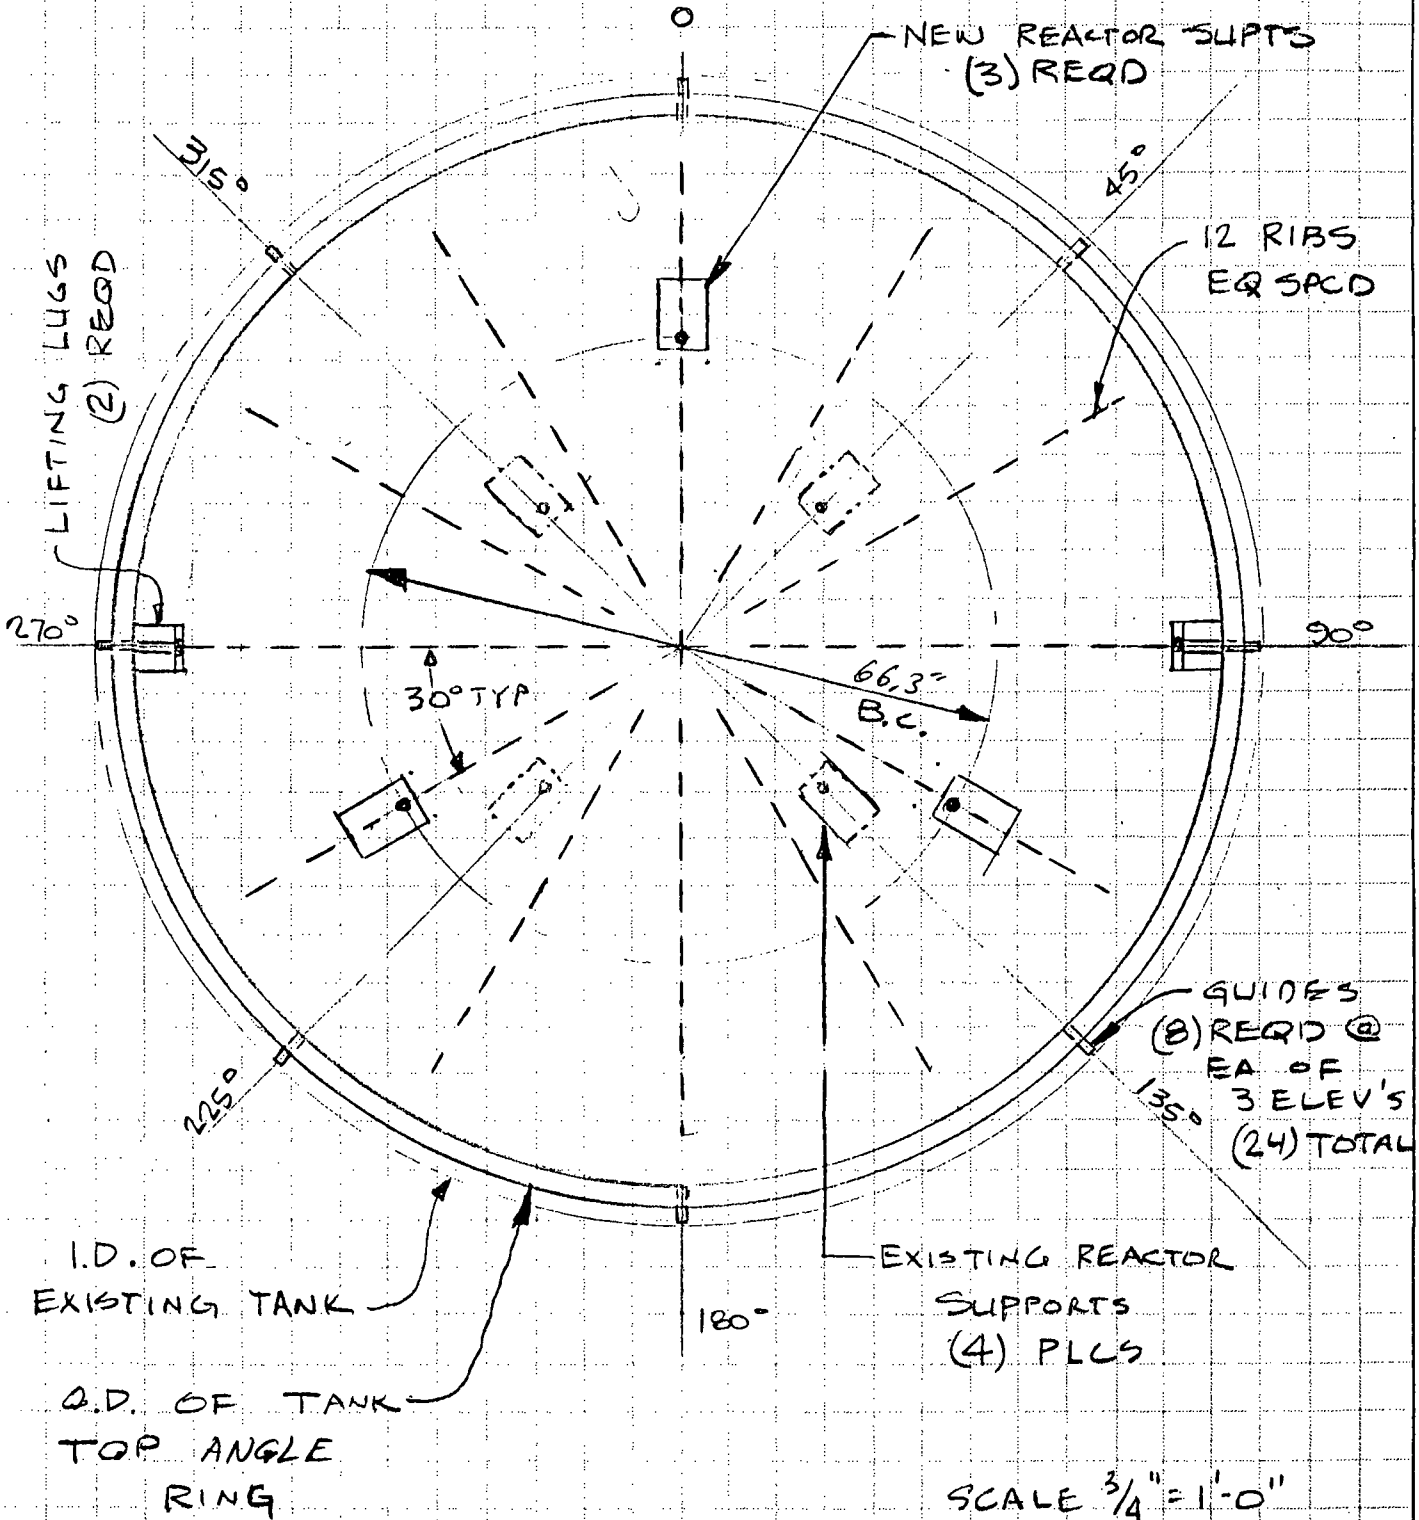 O
NEW REACTOR SUPTS
(3) REQD
315°
45°
12 RIBS
EQ SPCD
LIFTING LUGS
(2) REQD
270°
90°
30° TYP
66.3"
B.C.
GUIDES
(8) REQD @
EA OF
3 ELEV'S
(24) TOTAL
135°
225°
I.D. OF
EXISTING TANK
EXISTING REACTOR
SUPPORTS
(4) PLCS
180°
O.D. OF TANK
TOP ANGLE
RING
SCALE 3/4" = 1'-0"